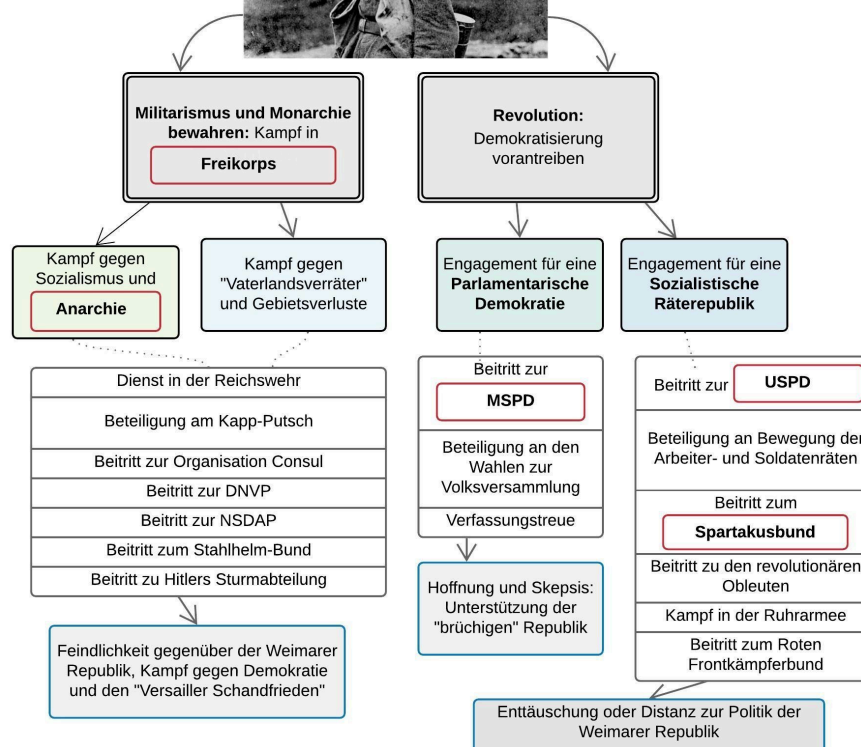 Militarismus und Monarchie
bewahren: Kampf in
Freikorps
Revolution:
Demokratisierung
vorantreiben
Kampf gegen
Sozialismus und
Anarchie
Kampf gegen
"Vaterlandsverräter"
und Gebietsverluste
Engagement für eine
Parlamentarische
Demokratie
Engagement für eine
Sozialistische
Räterepublik
Dienst in der Reichswehr
Beteiligung am Kapp-Putsch
Beitritt zur Organisation Consul
Beitritt zur DNVP
Beitritt zur NSDAP
Beitritt zum Stahlhelm-Bund
Beitritt zu Hitlers Sturmabteilung
Feindlichkeit gegenüber der Weimarer
Republik, Kampf gegen Demokratie
und den "Versailler Schandfrieden"
Beitritt zur
MSPD
Beteiligung an den
Wahlen zur
Volksversammlung
Verfassungstreue
Hoffnung und Skepsis:
Unterstützung der
"brüchigen" Republik
Beitritt zur USPD
Beteiligung an Bewegung der
Arbeiter- und Soldatenräten
Beitritt zum
Spartakusbund
Beitritt zu den revolutionären
Obleuten
Kampf in der Ruhrarmee
Beitritt zum Roten
Frontkämpferbund
Enttäuschung oder Distanz zur Politik der
Weimarer Republik